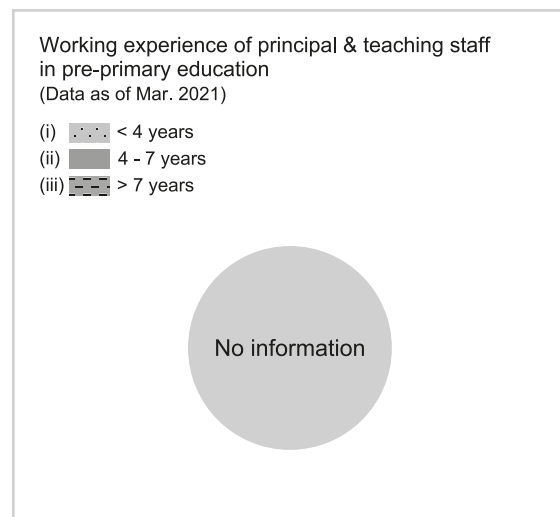 Working experience of principal & teaching staff
in pre-primary education
(Data as of Mar. 2021)
(i) < 4 years
(ii) 4 - 7 years
(iii) > 7 years
No information